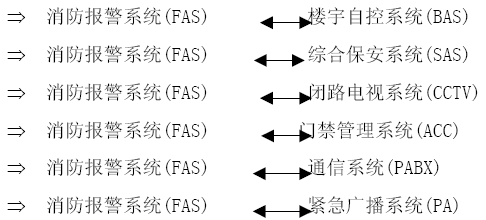 ⇒ 消防报警系统(FAS) ↔ 楼宇自控系统(BAS)
⇒ 消防报警系统(FAS) ↔ 综合保安系统(SAS)
⇒ 消防报警系统(FAS) ↔ 闭路电视系统(CCTV)
⇒ 消防报警系统(FAS) ↔ 门禁管理系统(ACC)
⇒ 消防报警系统(FAS) ↔ 通信系统(PABX)
⇒ 消防报警系统(FAS) ↔ 紧急广播系统(PA)